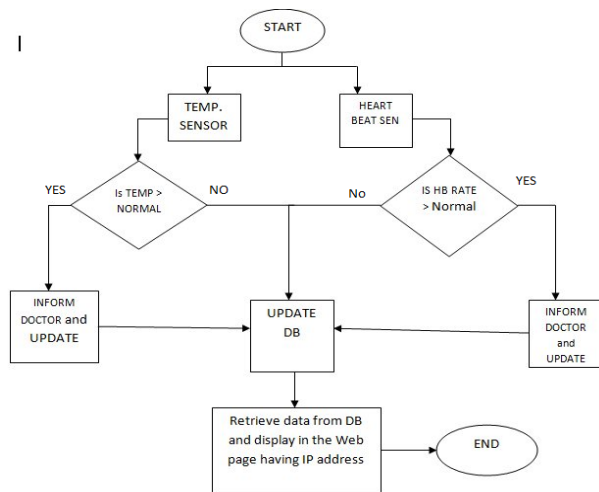 START
TEMP.
SENSOR
HEART
BEAT SEN
YES
Is TEMP >
NORMAL
NO
No
IS HB RATE
> Normal
YES
INFORM
DOCTOR and
UPDATE
UPDATE
DB
INFORM
DOCTOR
and
UPDATE
Retrieve data from DB
and display in the Web
page having IP address
END